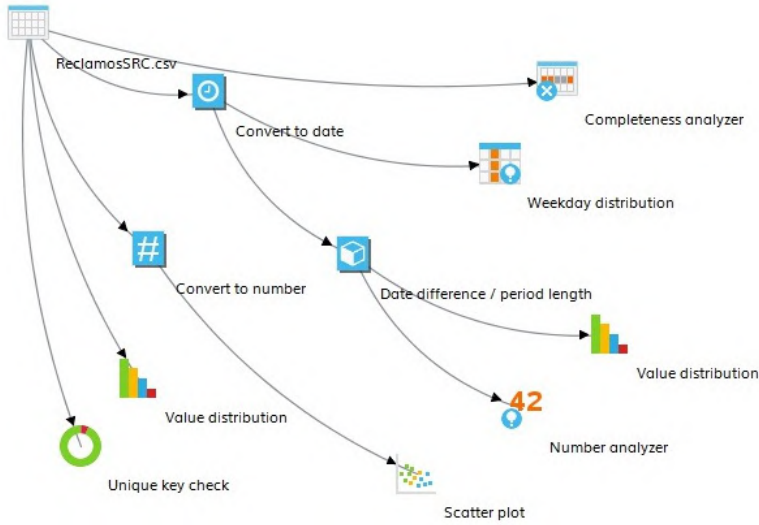 ReclamosSRC.csv
Completeness analyzer
Convert to date
Weekday distribution
#
Convert to number
Date difference / period length
Value distribution
Value distribution
42
Number analyzer
Unique key check
Scatter plot